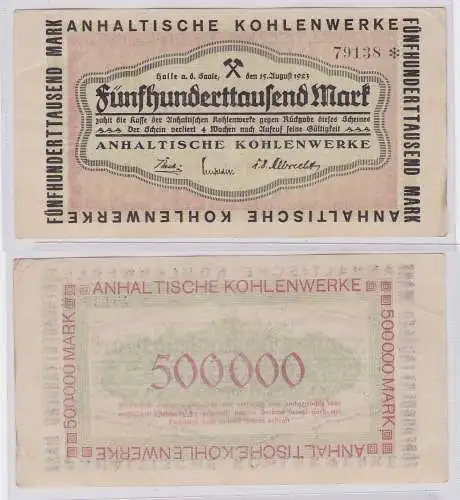 ANHALTISCHE KOHLENWERKE
FÜNFHUNDERTTAUSEND MARK
FÜNFHUNDERTTAUSEND MARK
79138 *
Halle a. d. Saale, den 15. August 1923
Fünfhunderttausend Mark
zahlt die Kasse der Anhaltischen Kohlenwerke gegen Rückgabe dieses Scheines
Der Schein verliert 4 Wochen nach Aufruf seine Gültigkeit
ANHALTISCHE KOHLENWERKE
ANHALTISCHE KOHLENWERKE
ANHALTISCHE KOHLENWERKE
500000 MARK
500000 MARK
500000
ANHALTISCHE KOHLENWERKE